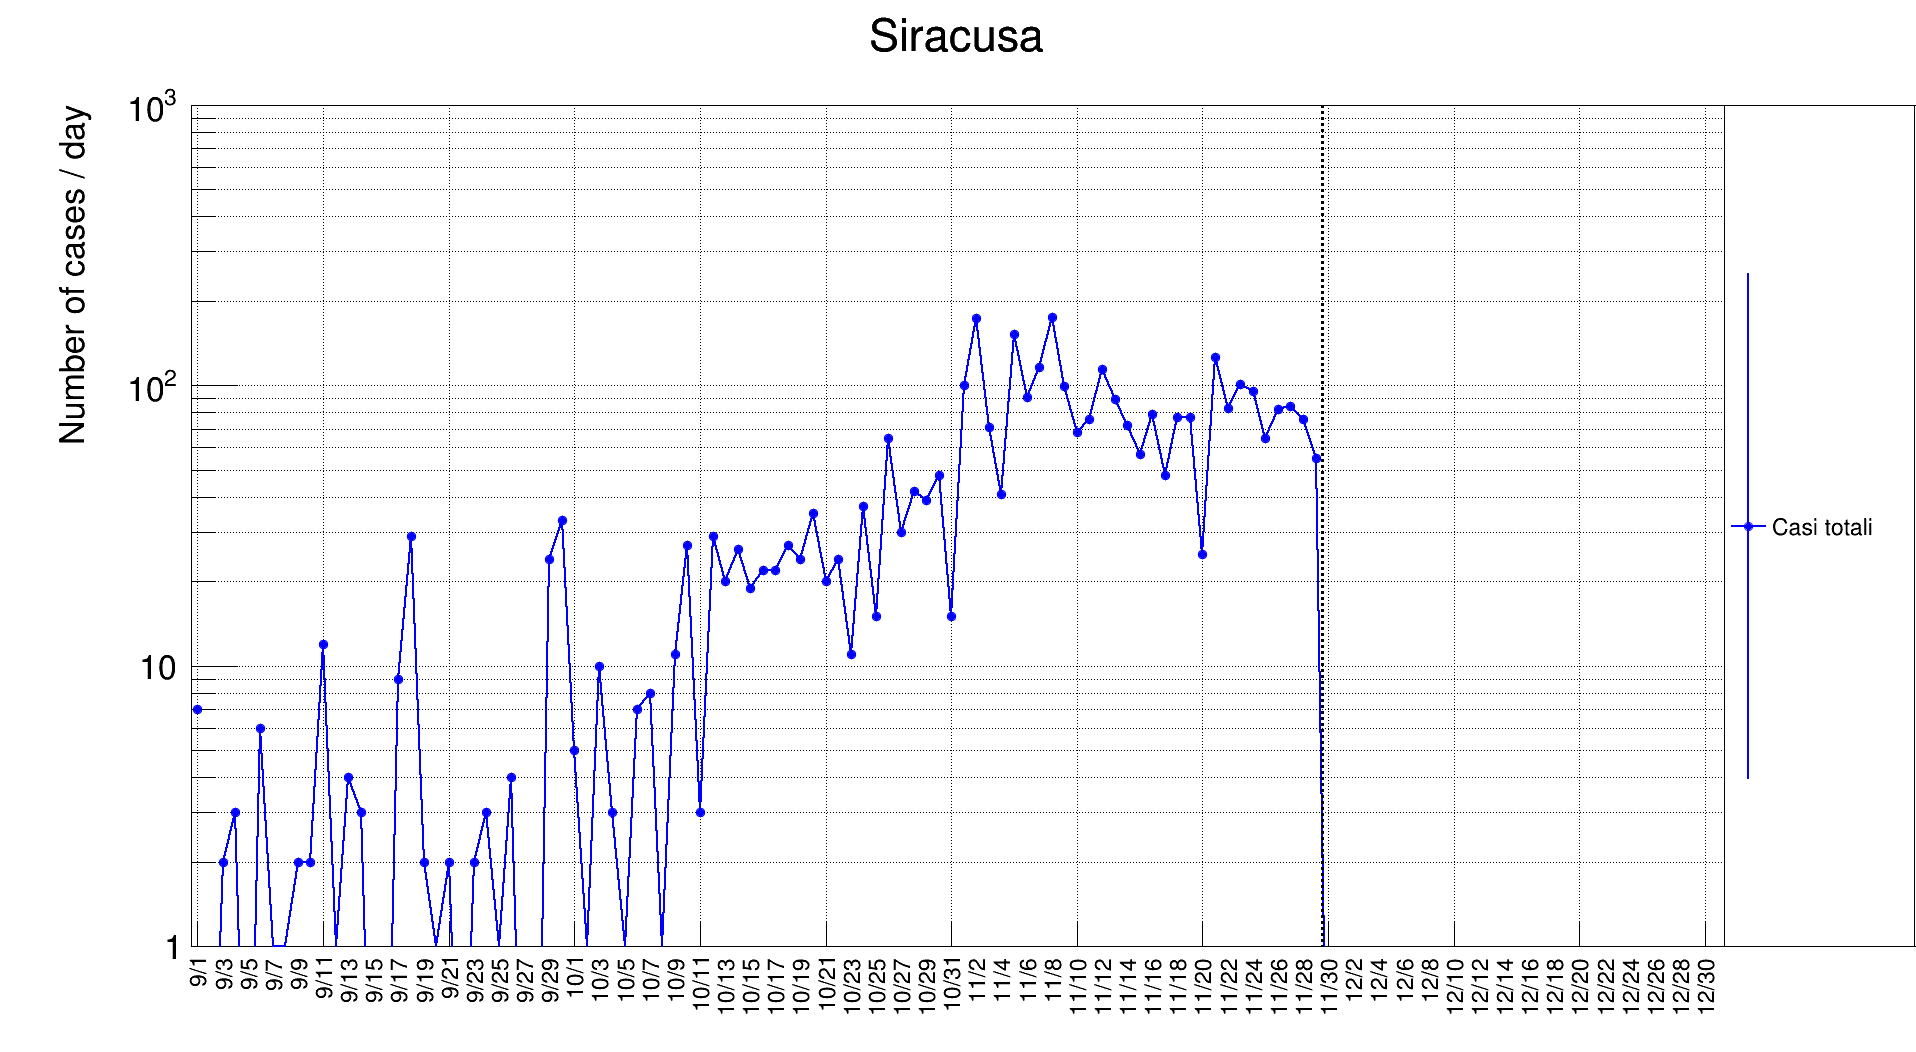 Siracusa
Number of cases / day
10³
10²
10
1
Casi totali
9/1 9/3 9/5 9/7 9/9 9/11 9/13 9/15 9/17 9/19 9/21 9/23 9/25 9/27 9/29 10/1 10/3 10/5 10/7 10/9 10/11 10/13 10/15 10/17 10/19 10/21 10/23 10/25 10/27 10/29 10/31 11/2 11/4 11/6 11/8 11/10 11/12 11/14 11/16 11/18 11/20 11/22 11/24 11/26 11/28 11/30 12/2 12/4 12/6 12/8 12/10 12/12 12/14 12/16 12/18 12/20 12/22 12/24 12/26 12/28 12/30